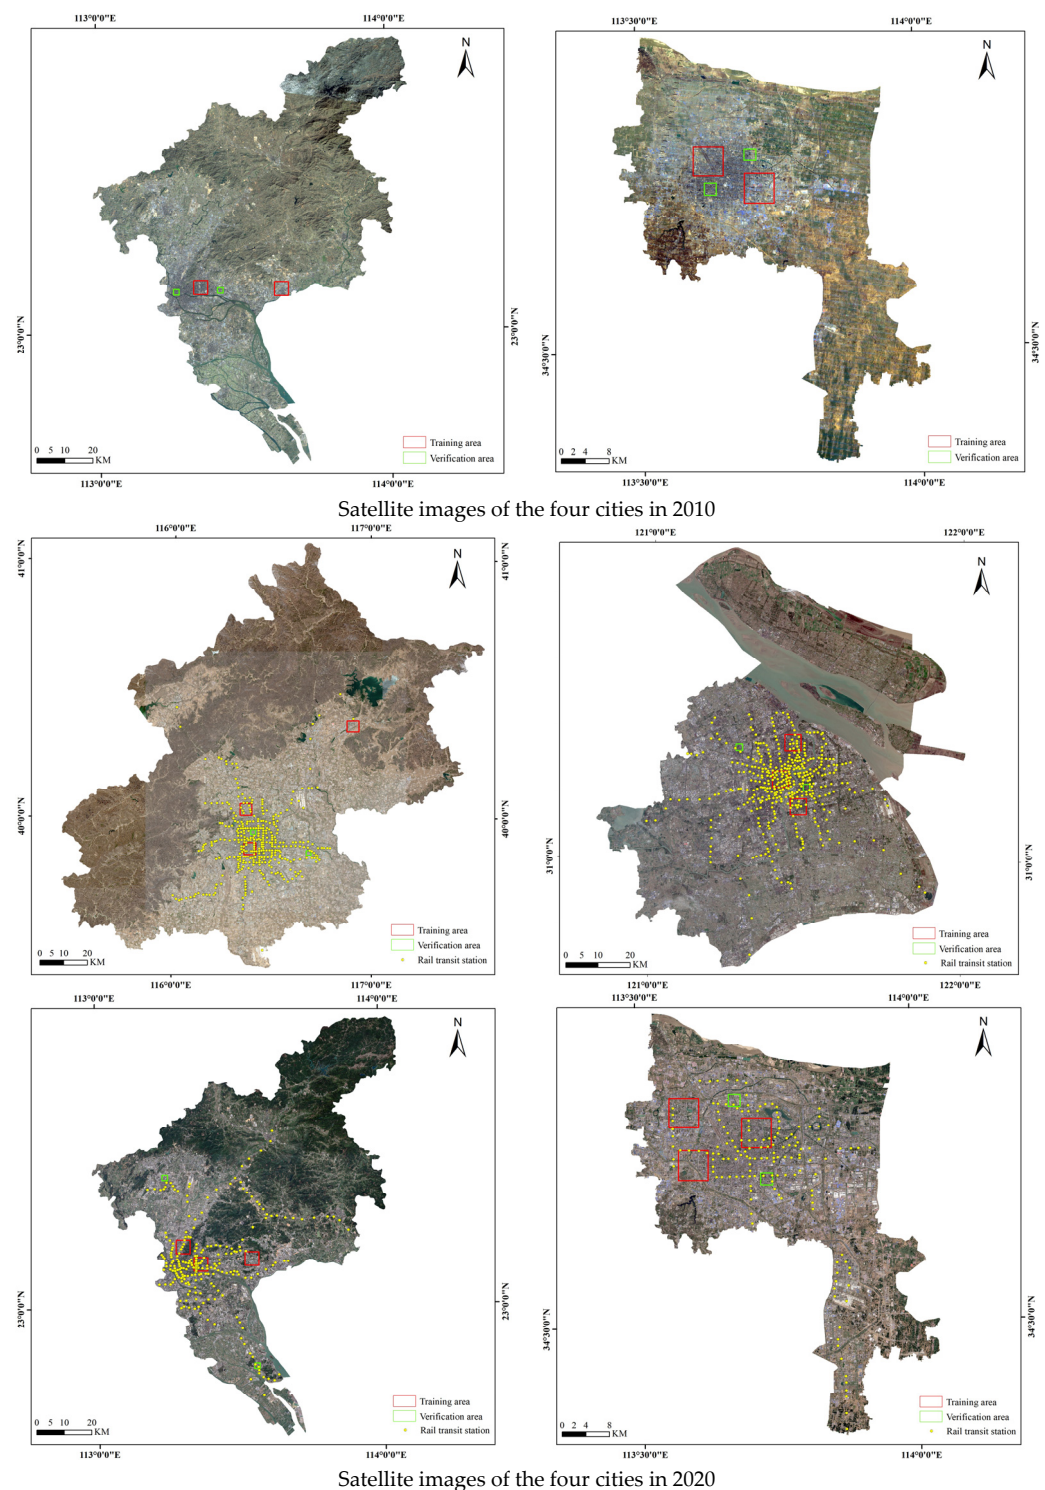 113°0'0"E 114°0'0"E
N
23°0'0"N
23°0'0"N
Training area
Verification area
0 5 10 20
KM
113°0'0"E 114°0'0"E
113°30'0"E 114°0'0"E
N
34°30'0"N
34°30'0"N
Training area
Verification area
0 2 4 8
KM
113°30'0"E 114°0'0"E
Satellite images of the four cities in 2010
116°0'0"E 117°0'0"E
N
41°0'0"N
41°0'0"N
40°0'0"N
40°0'0"N
Training area
Verification area
Rail transit station
0 5 10 20
KM
116°0'0"E 117°0'0"E
121°0'0"E 122°0'0"E
N
31°0'0"N
31°0'0"N
Training area
Verification area
Rail trainsit station
0 5 10 20
KM
121°0'0"E 122°0'0"E
113°0'0"E 114°0'0"E
N
23°0'0"N
23°0'0"N
Training area
Verification area
Rail transit station
0 5 10 20
KM
113°0'0"E 114°0'0"E
113°30'0"E 114°0'0"E
N
34°30'0"N
34°30'0"N
Training area
Verification area
Rail transit station
0 2 4 8
KM
113°30'0"E 114°0'0"E
Satellite images of the four cities in 2020